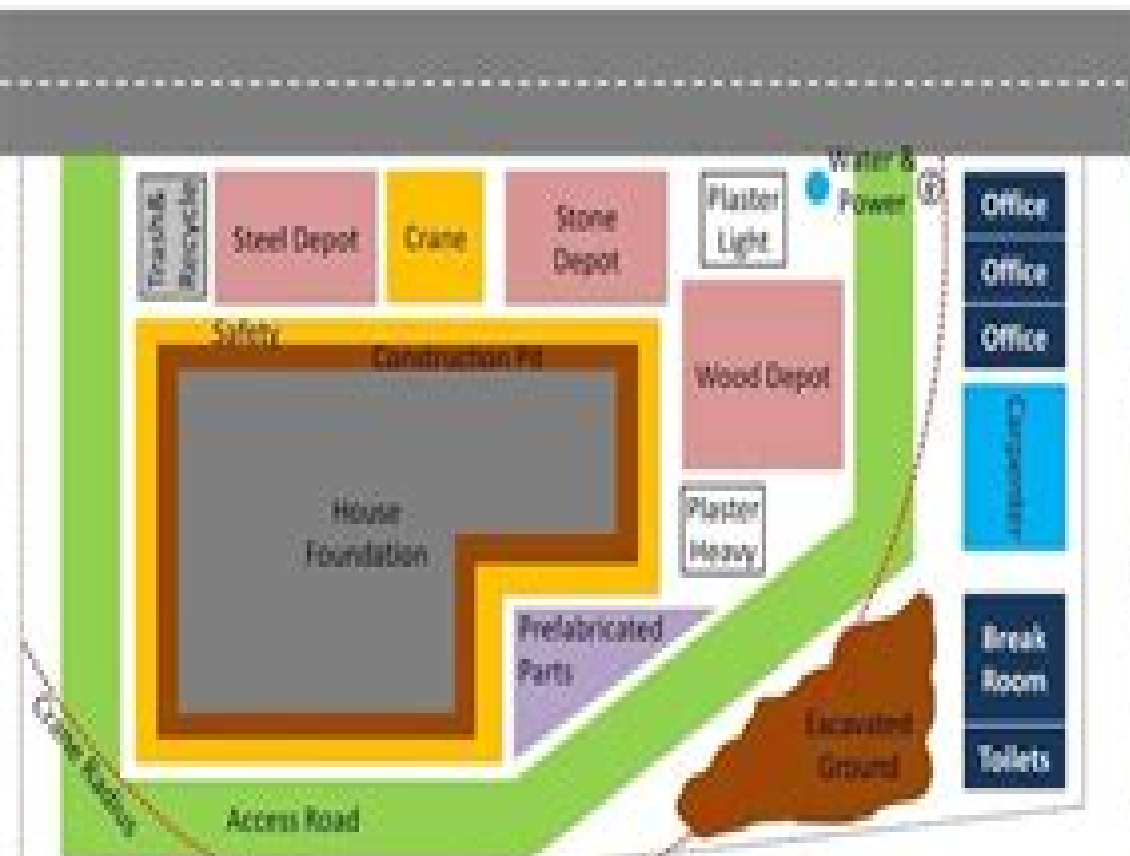 Water &
Power
Trash&
Recycle
Steel Depot
Crane
Stone
Depot
Plaster
Light
Office
Office
Office
Safety
Construction Pit
Wood Depot
Carpenter
House
Foundation
Plaster
Heavy
Prefabricated
Parts
Break
Room
Excavated
Ground
Toilets
Crane Radius
Access Road